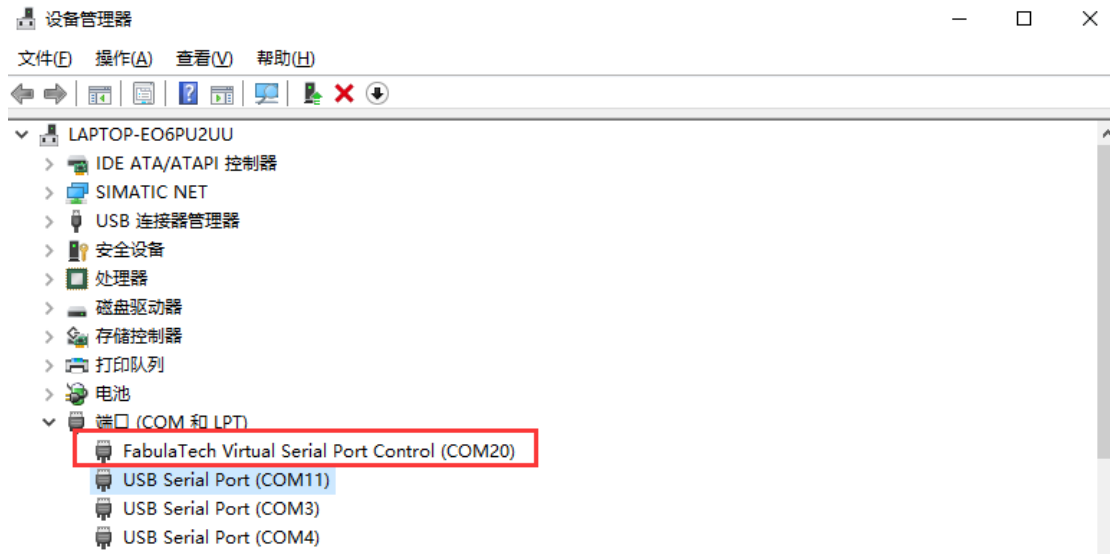 设备管理器
文件(F) 操作(A) 查看(V) 帮助(H)
LAPTOP-EO6PU2UU
IDE ATA/ATAPI 控制器
SIMATIC NET
USB 连接器管理器
安全设备
处理器
磁盘驱动器
存储控制器
打印队列
电池
端口 (COM 和 LPT)
FabulaTech Virtual Serial Port Control (COM20)
USB Serial Port (COM11)
USB Serial Port (COM3)
USB Serial Port (COM4)